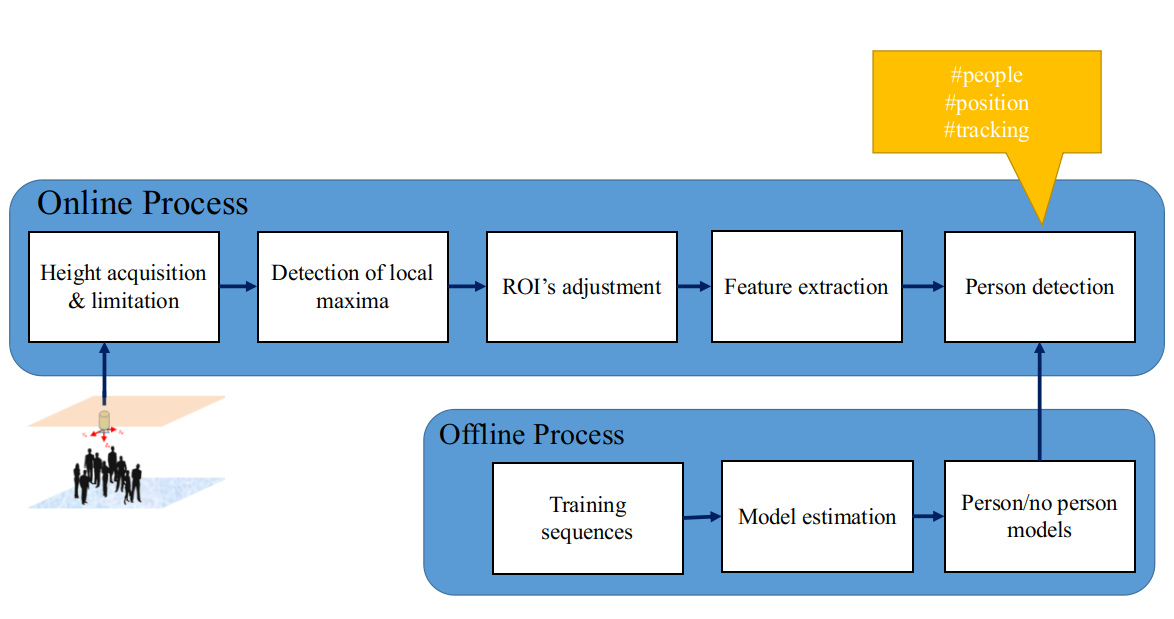 #people
#position
#tracking
Online Process
Height acquisition
& limitation
Detection of local
maxima
ROI’s adjustment
Feature extraction
Person detection
Offline Process
Training
sequences
Model estimation
Person/no person
models